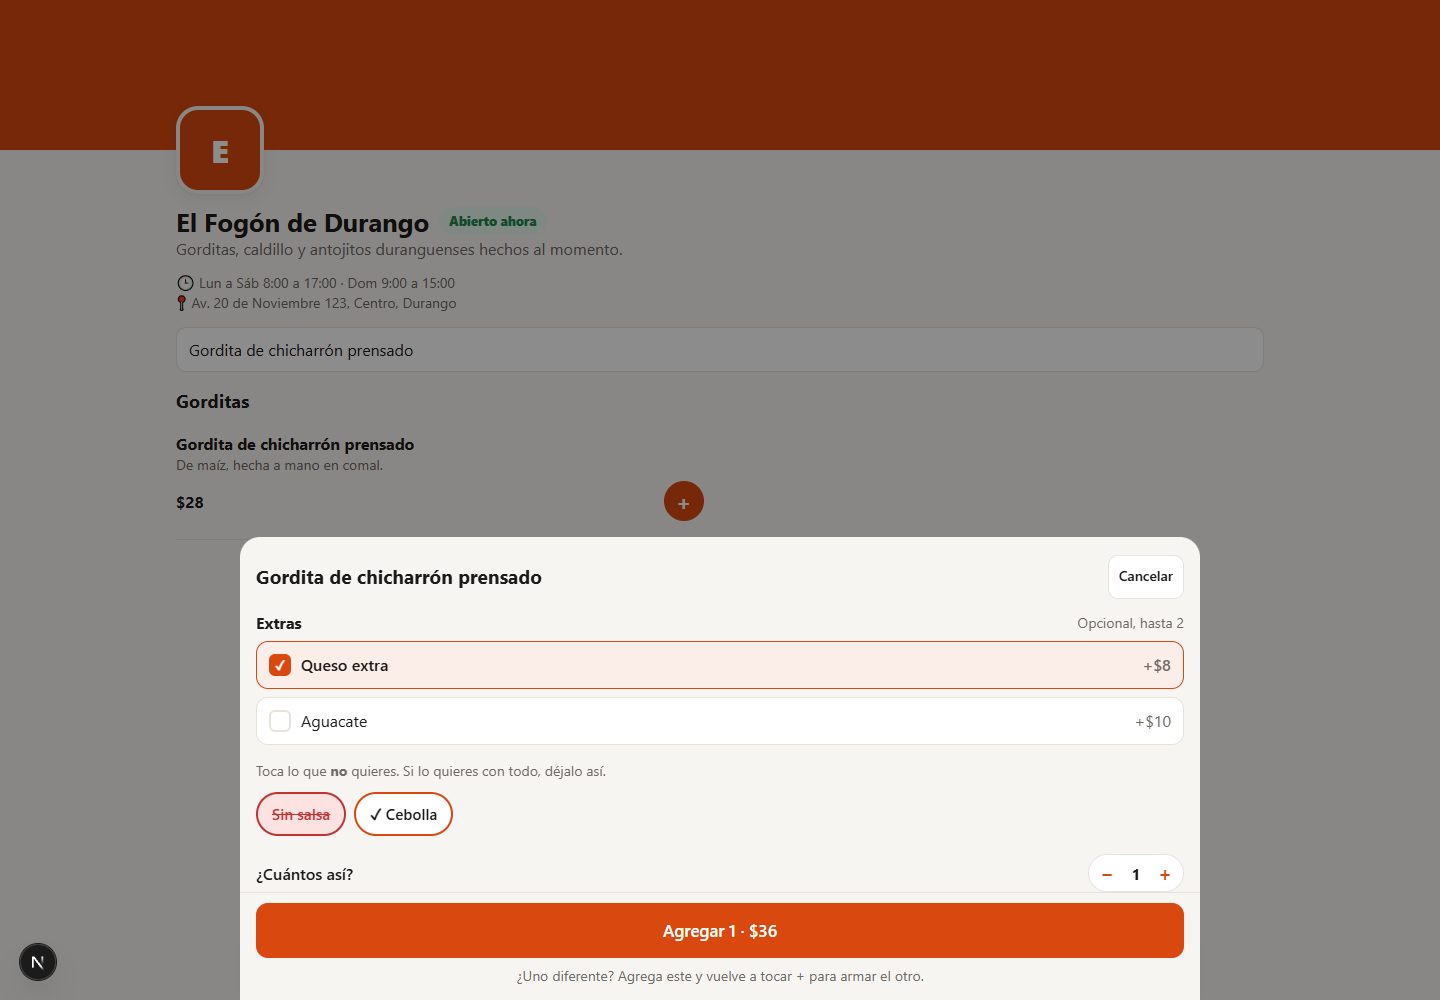 E
El Fogón de Durango Abierto ahora
Gorditas, caldillo y antojitos duranguenses hechos al momento.
Lun a Sáb 8:00 a 17:00 · Dom 9:00 a 15:00
Av. 20 de Noviembre 123, Centro, Durango
Gordita de chicharrón prensado
Gorditas
Gordita de chicharrón prensado
De maíz, hecha a mano en comal.
$28 +
Gordita de chicharrón prensado Cancelar
Extras Opcional, hasta 2
✓ Queso extra +$8
Aguacate +$10
Toca lo que no quieres. Si lo quieres con todo, déjalo así.
Sin salsa ✓ Cebolla
¿Cuántos así? − 1 +
Agregar 1 · $36
¿Uno diferente? Agrega este y vuelve a tocar + para armar el otro.
N